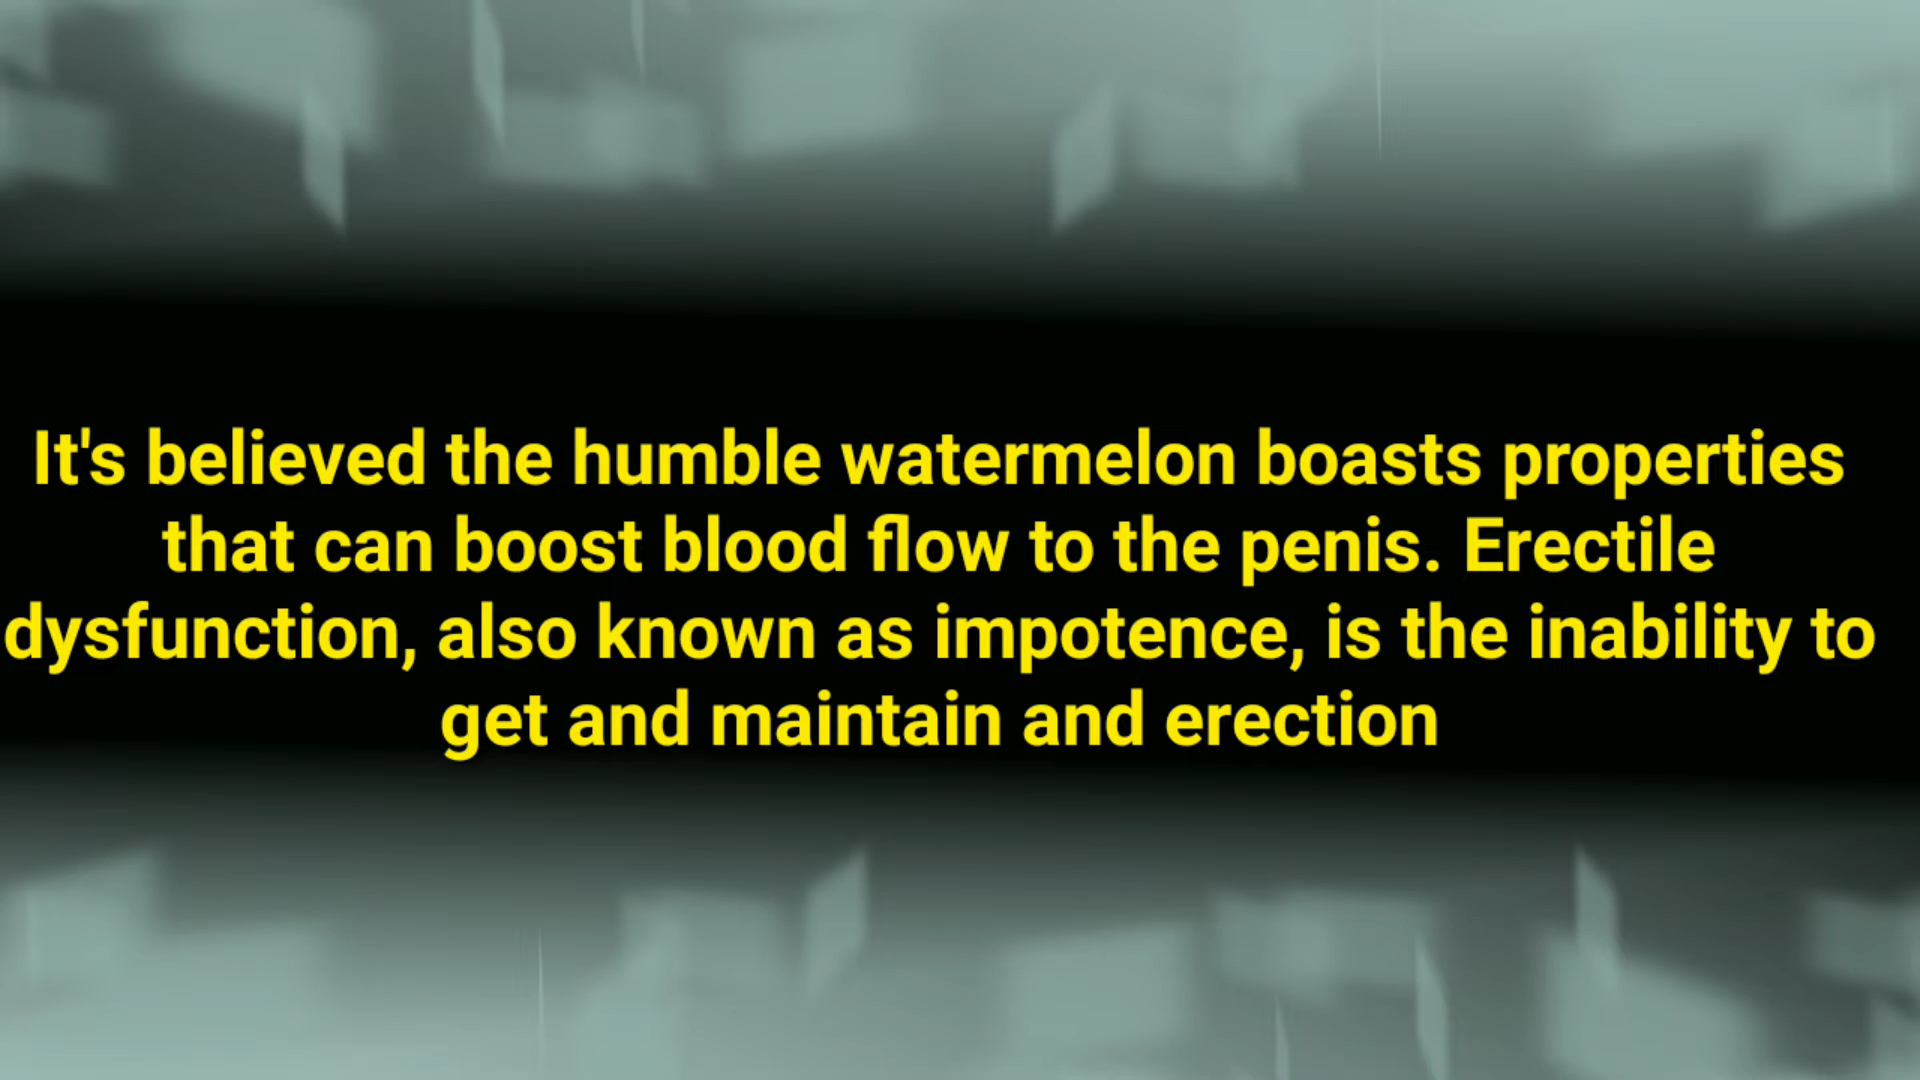 It's believed the humble watermelon boasts properties
that can boost blood flow to the penis. Erectile
dysfunction, also known as impotence, is the inability to
get and maintain and erection